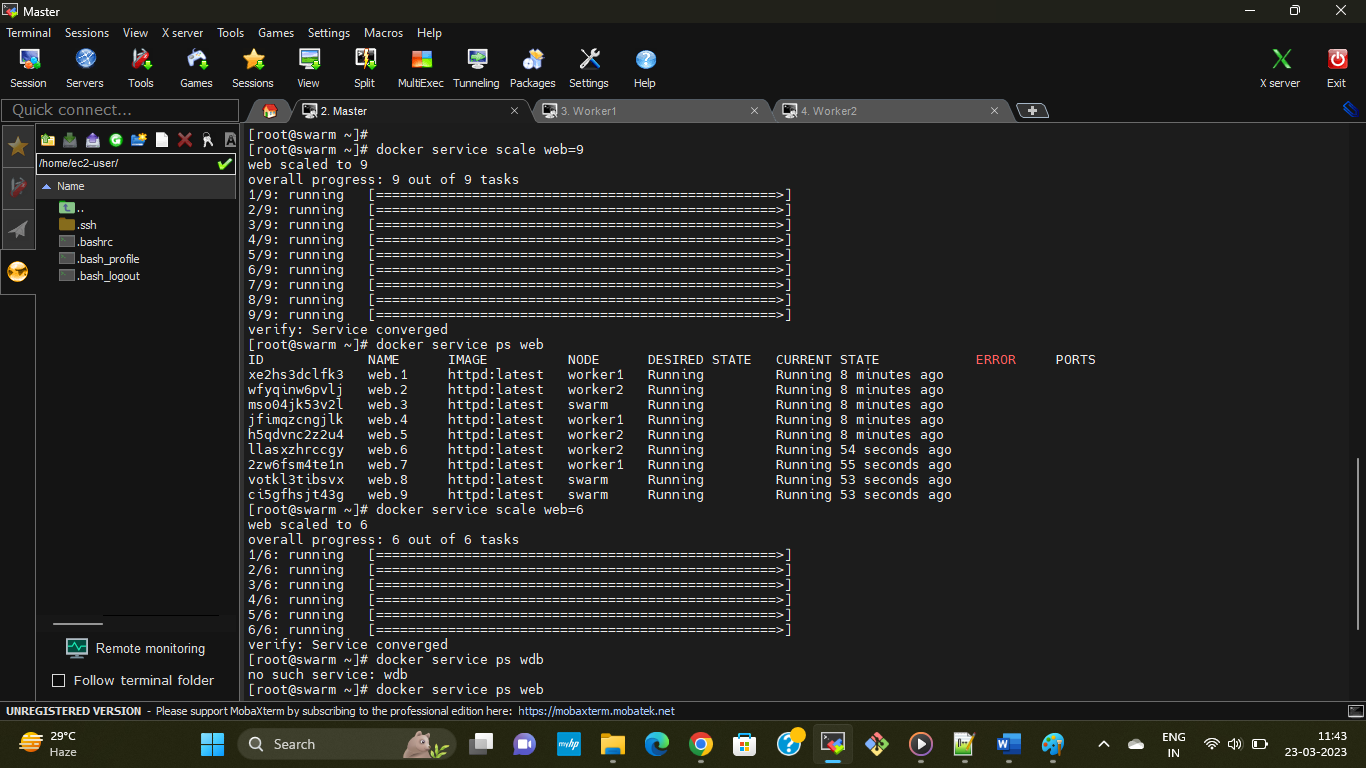 Master
Terminal Sessions View X server Tools Games Settings Macros Help
Session Servers Tools Games Sessions View Split MultiExec Tunneling Packages Settings Help X server Exit
Quick connect...
2. Master
3. Worker1
4. Worker2
/home/ec2-user/
Name
..
.ssh
.bashrc
.bash_profile
.bash_logout
Remote monitoring
Follow terminal folder
[root@swarm ~]#
[root@swarm ~]# docker service scale web=9
web scaled to 9
overall progress: 9 out of 9 tasks
1/9: running [==================================================>]
2/9: running [==================================================>]
3/9: running [==================================================>]
4/9: running [==================================================>]
5/9: running [==================================================>]
6/9: running [==================================================>]
7/9: running [==================================================>]
8/9: running [==================================================>]
9/9: running [==================================================>]
verify: Service converged
[root@swarm ~]# docker service ps web
ID NAME IMAGE NODE DESIRED STATE CURRENT STATE ERROR PORTS
xe2hs3dclfk3 web.1 httpd:latest worker1 Running Running 8 minutes ago
wfyqinw6pvlj web.2 httpd:latest worker2 Running Running 8 minutes ago
mso04jk53v2l web.3 httpd:latest swarm Running Running 8 minutes ago
jfimqzcngjlk web.4 httpd:latest worker1 Running Running 8 minutes ago
h5qdvnc2z2u4 web.5 httpd:latest worker2 Running Running 8 minutes ago
llasxzhrccgy web.6 httpd:latest worker2 Running Running 54 seconds ago
2zw6fsm4te1n web.7 httpd:latest worker1 Running Running 55 seconds ago
votkl3tibsvx web.8 httpd:latest swarm Running Running 53 seconds ago
ci5gfhsjt43g web.9 httpd:latest swarm Running Running 53 seconds ago
[root@swarm ~]# docker service scale web=6
web scaled to 6
overall progress: 6 out of 6 tasks
1/6: running [==================================================>]
2/6: running [==================================================>]
3/6: running [==================================================>]
4/6: running [==================================================>]
5/6: running [==================================================>]
6/6: running [==================================================>]
verify: Service converged
[root@swarm ~]# docker service ps wdb
no such service: wdb
[root@swarm ~]# docker service ps web
UNREGISTERED VERSION - Please support MobaXterm by subscribing to the professional edition here: https://mobaxterm.mobatek.net
29°C
Haze
Search
myhp
ENG
IN
11:43
23-03-2023